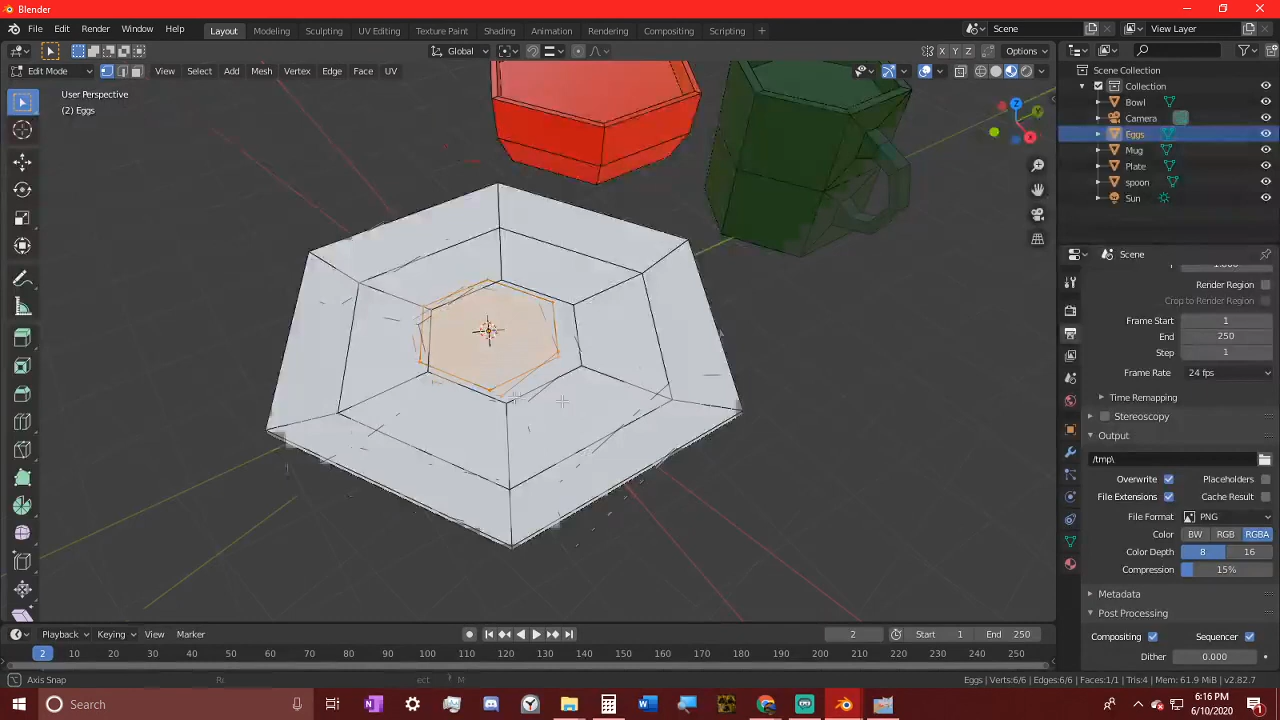 Blender
File Edit Render Window Help
Layout Modeling Sculpting UV Editing Texture Paint Shading Animation Rendering Compositing Scripting +
Scene
View Layer
Global
Options
X Y Z
Edit Mode
View Select Add Mesh Vertex Edge Face UV
User Perspective
(2) Eggs
Z
Y
X
Scene Collection
Collection
Bowl
Camera
Eggs
Mug
Plate
spoon
Sun
Scene
Render Region
Crop to Render Region
Frame Start 1
End 250
Step 1
Frame Rate 24 fps
Time Remapping
Stereoscopy
Output
/tmp\
Overwrite
Placeholders
File Extensions
Cache Result
File Format PNG
Color BW RGB RGBA
Color Depth 8 16
Compression 15%
Metadata
Post Processing
Compositing
Sequencer
Dither 0.000
Playback Keying View Marker
2
Start 1
End 250
2 10 20 30 40 50 60 70 80 90 100 110 120 130 140 150 160 170 180 190 200 210 220 230 240 250
Axis Snap
Eggs | Verts:6/6 | Edges:6/6 | Faces:1/1 | Tris:4 | Mem: 61.9 MiB | v2.82.7
Search
6:16 PM
6/10/2020